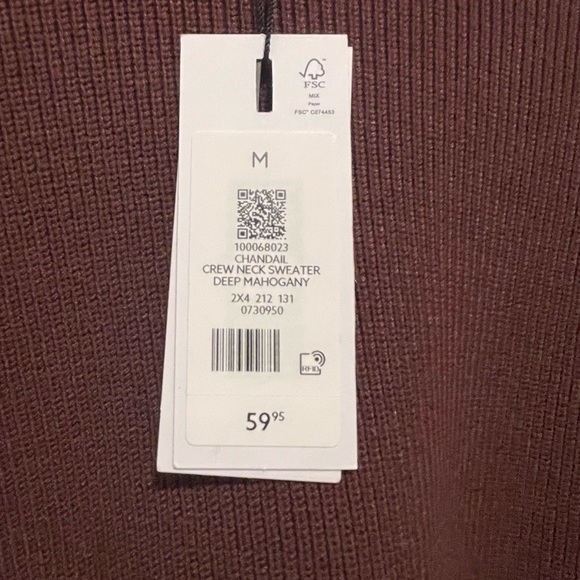 FSC
MIX
Paper
FSC® C074453
M
100068023
CHANDAIL
CREW NECK SWEATER
DEEP MAHOGANY
2X4 212 131
0730950
RFID
59.95